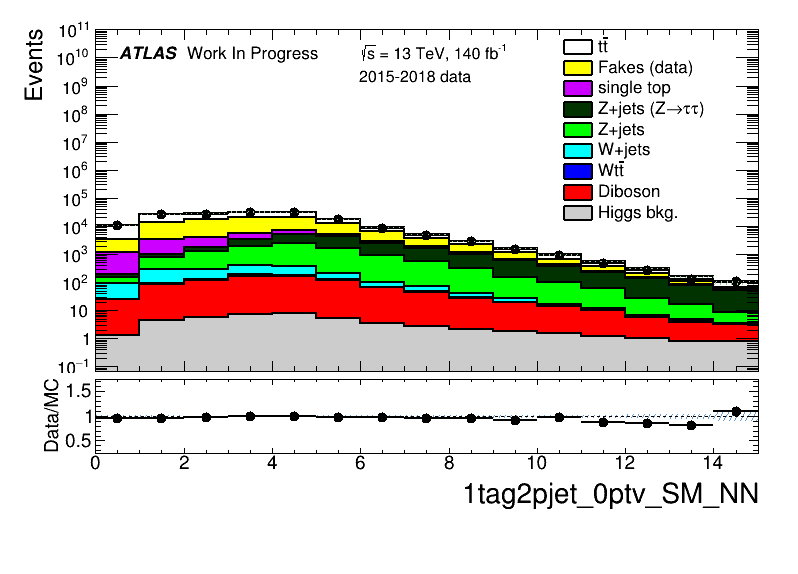 ATLAS Work In Progress
√s = 13 TeV, 140 fb⁻¹
2015-2018 data
tt̄
Fakes (data)
single top
Z+jets (Z→ττ)
Z+jets
W+jets
Wtt̄
Diboson
Higgs bkg.
Events
10¹¹
10¹⁰
10⁹
10⁸
10⁷
10⁶
10⁵
10⁴
10³
10²
10
1
10⁻¹
Data/MC
1.5
1
0.5
0 2 4 6 8 10 12 14
1tag2pjet_0ptv_SM_NN